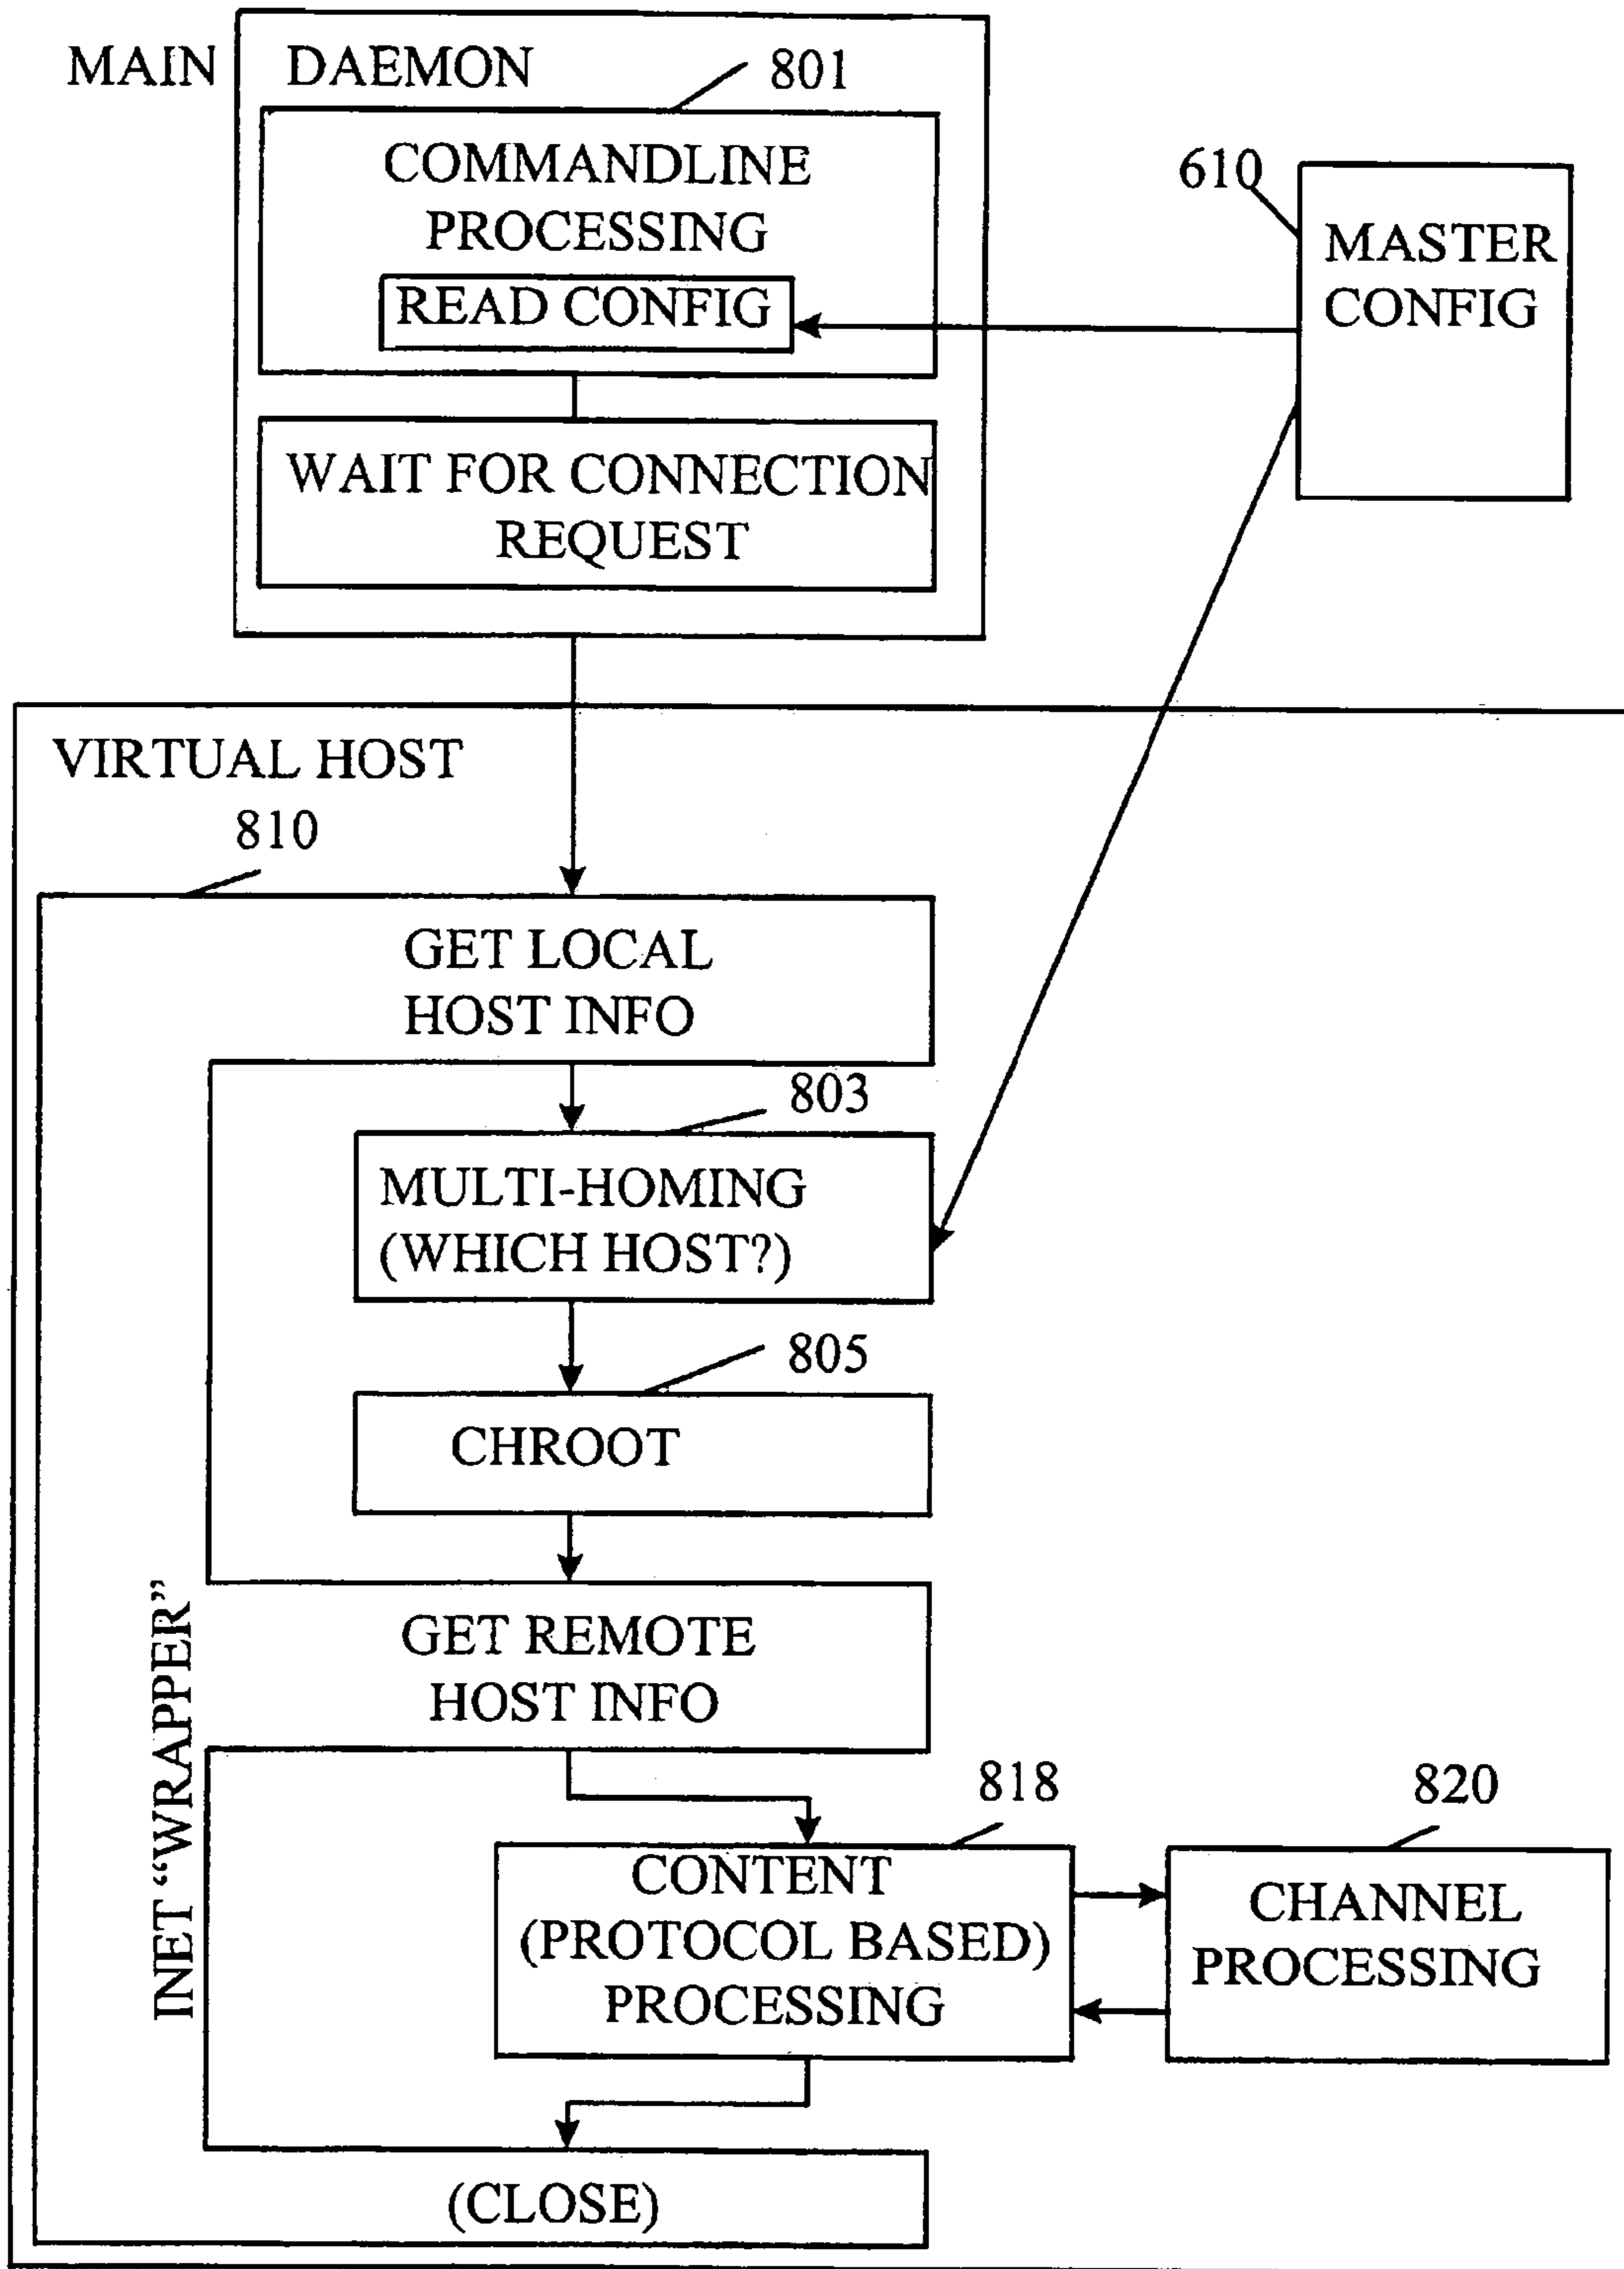 MAIN DAEMON
801
COMMANDLINE
PROCESSING
READ CONFIG
WAIT FOR CONNECTION
REQUEST
610
MASTER
CONFIG
VIRTUAL HOST
810
GET LOCAL
HOST INFO
803
MULTI-HOMING
(WHICH HOST?)
805
CHROOT
GET REMOTE
HOST INFO
INET “WRAPPER”
818
CONTENT
(PROTOCOL BASED)
PROCESSING
820
CHANNEL
PROCESSING
(CLOSE)